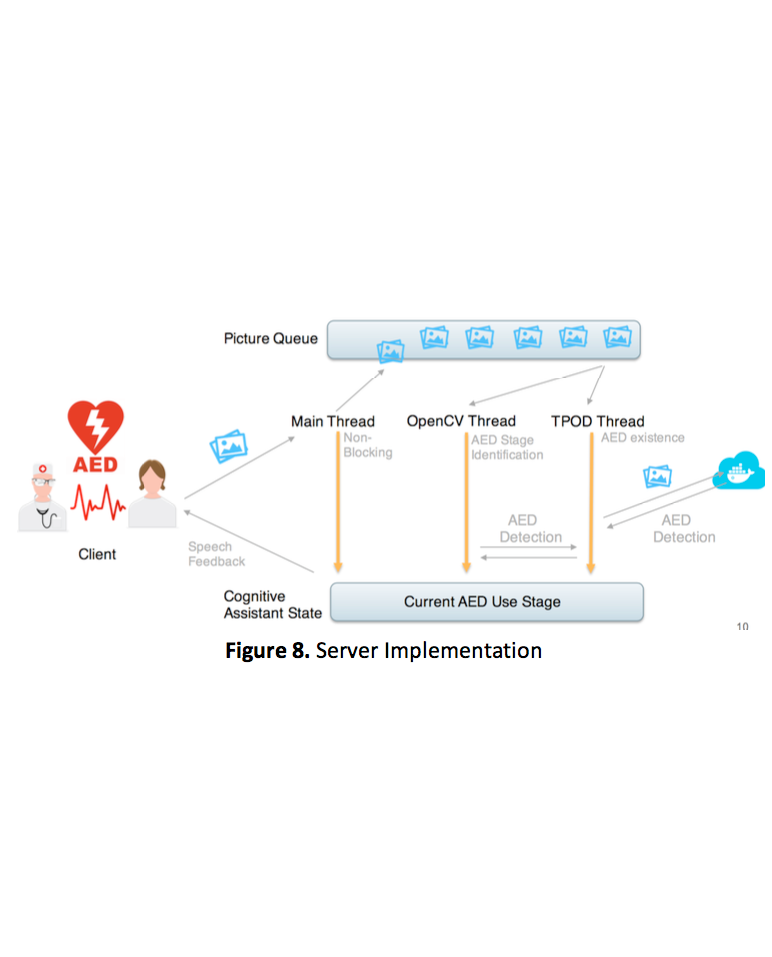 Picture Queue
Main Thread
OpenCV Thread
TPOD Thread
Non-
Blocking
AED Stage
Identification
AED existence
AED
Client
Speech
Feedback
AED
Detection
AED
Detection
Cognitive
Assistant State
Current AED Use Stage
10
Figure 8. Server Implementation